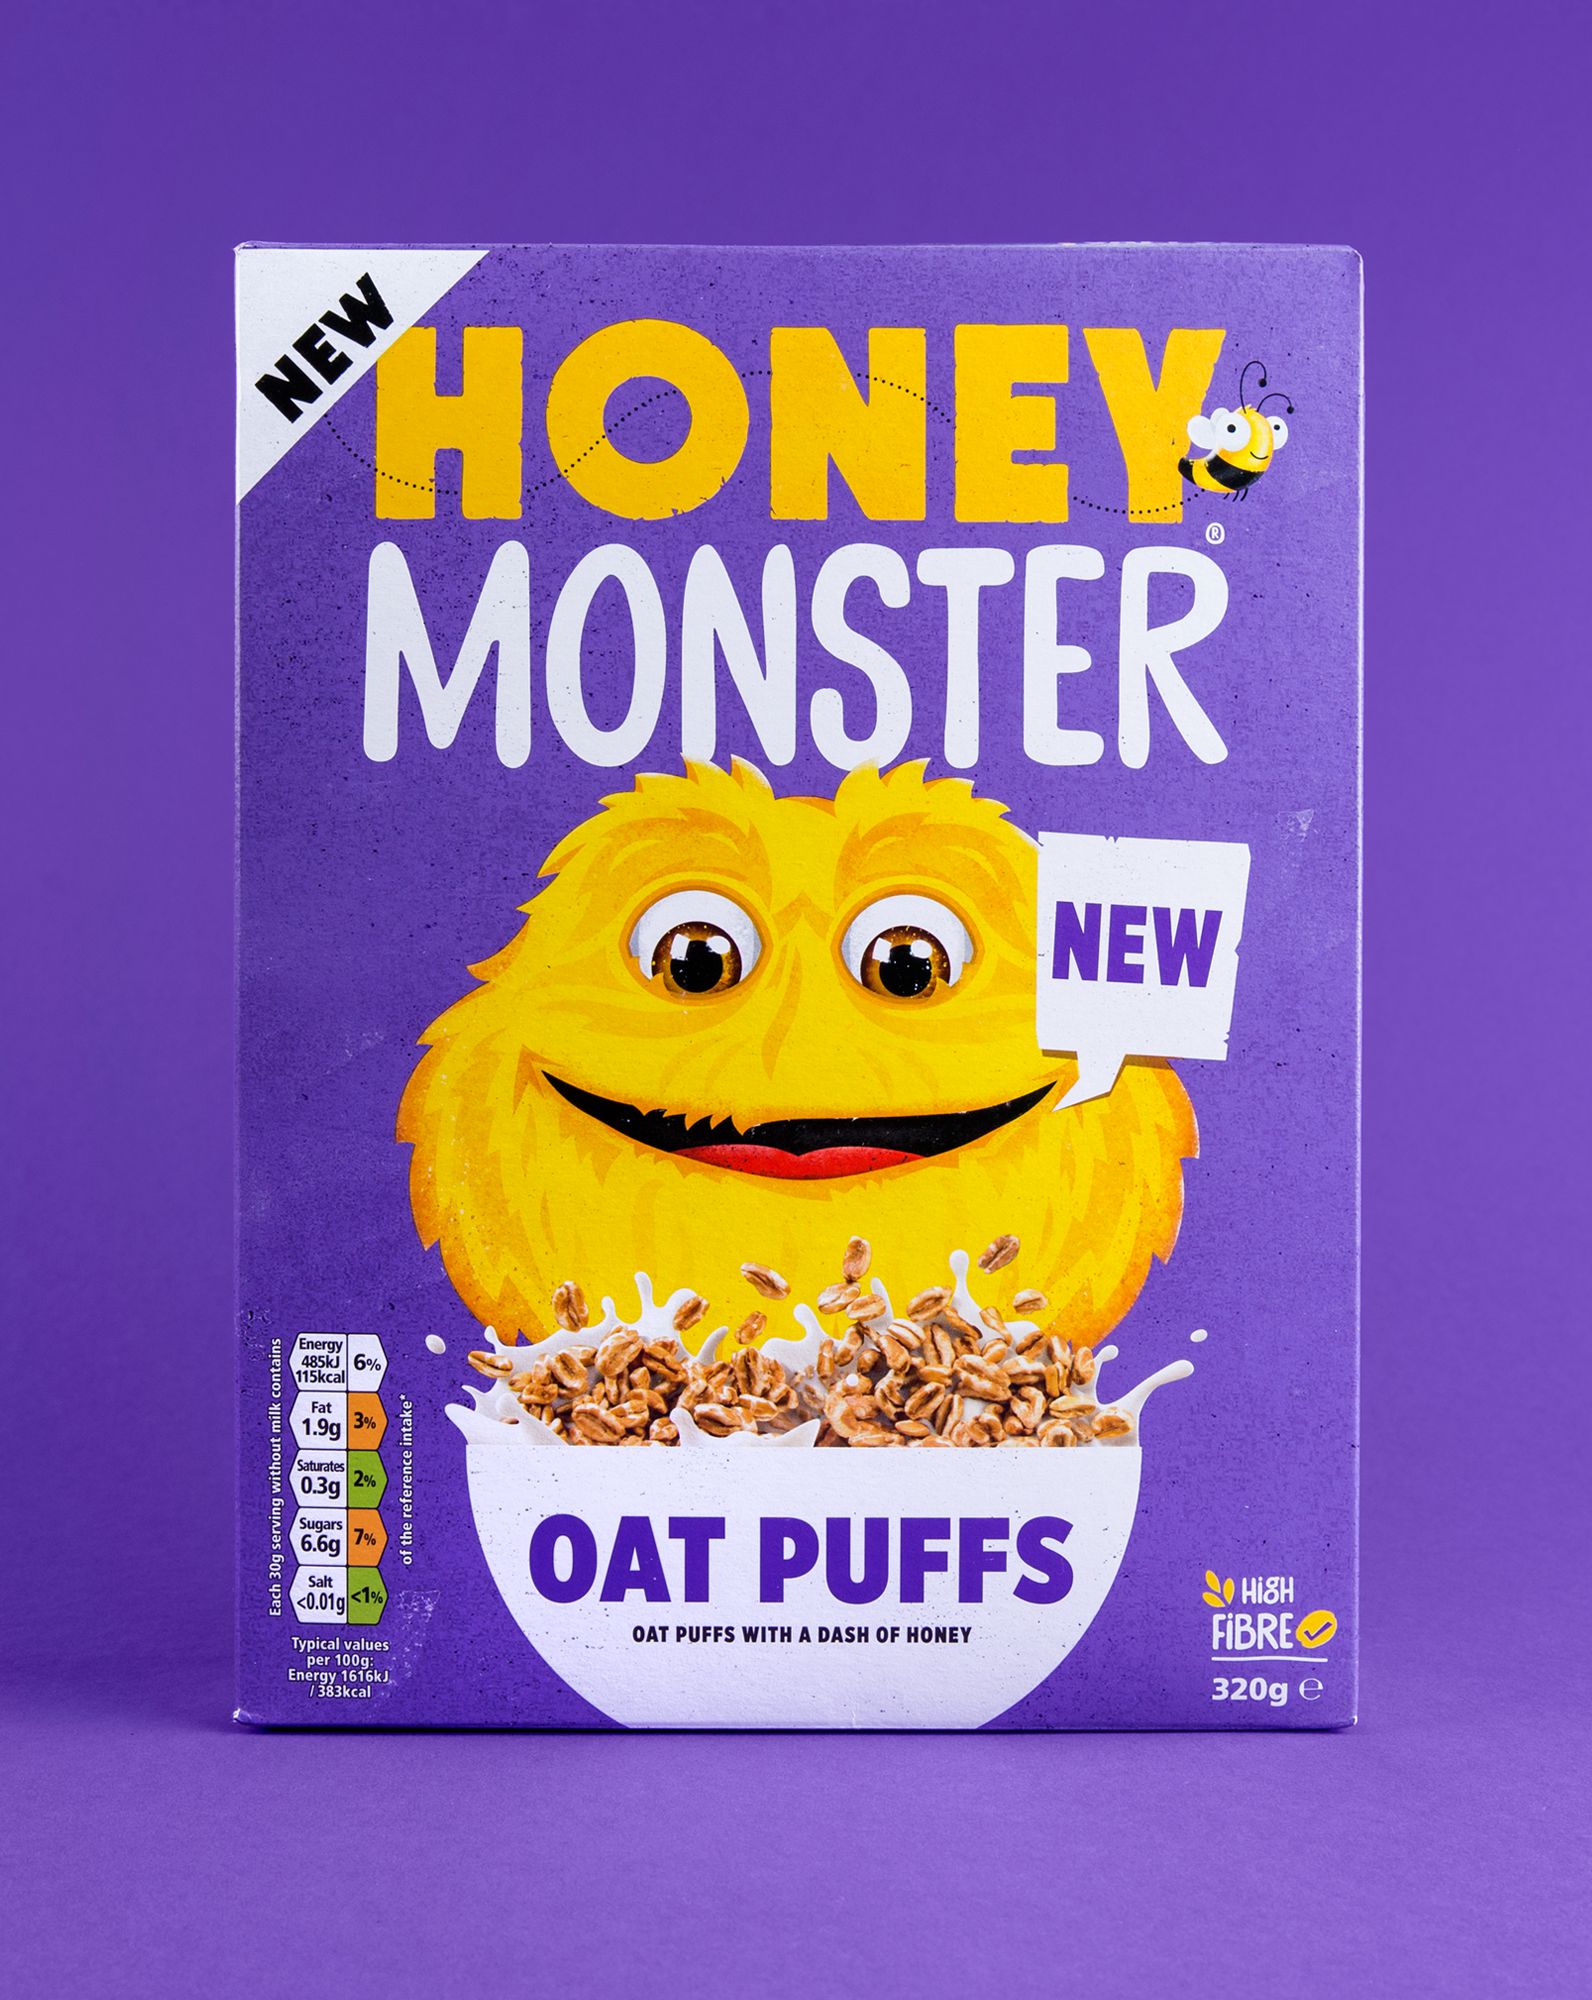 NEW
HONEY
MONSTER
®
NEW
Each 30g serving without milk contains
Energy
485kJ
115kcal
6%
Fat
1.9g
3%
Saturates
0.3g
2%
Sugars
6.6g
7%
Salt
<0.01g
<1%
of the reference intake*
Typical values
per 100g:
Energy 1616kJ
/ 383kcal
OAT PUFFS
OAT PUFFS WITH A DASH OF HONEY
HiGH
FiBRE
320g ℮